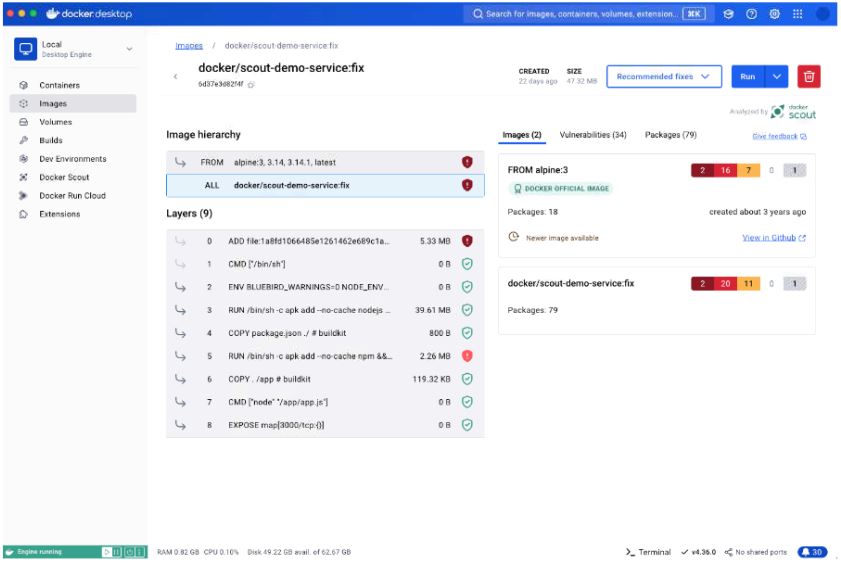 docker desktop
Search for images, containers, volumes, extension... ⌘K
Local
Desktop Engine
Containers
Images
Volumes
Builds
Dev Environments
Docker Scout
Docker Run Cloud
Extensions
Images / docker/scout-demo-service:fix
docker/scout-demo-service:fix
6d37e3d82f4f
CREATED
22 days ago
SIZE
47.32 MB
Recommended fixes
Run
Analyzed by docker scout
Image hierarchy
FROM alpine:3, 3.14, 3.14.1, latest
ALL docker/scout-demo-service:fix
Layers (9)
0 ADD file:1a8fd1066485e1261462e689c1a... 5.33 MB
1 CMD ["/bin/sh"] 0 B
2 ENV BLUEBIRD_WARNINGS=0 NODE_ENV... 0 B
3 RUN /bin/sh -c apk add --no-cache nodejs ... 39.61 MB
4 COPY package.json ./ # buildkit 800 B
5 RUN /bin/sh -c apk add --no-cache npm &&... 2.26 MB
6 COPY . /app # buildkit 119.32 KB
7 CMD ["node" "/app/app.js"] 0 B
8 EXPOSE map[3000/tcp:{}] 0 B
Images (2) Vulnerabilities (34) Packages (79) Give feedback
FROM alpine:3 2 16 7 0 1
DOCKER OFFICIAL IMAGE
Packages: 18 created about 3 years ago
Newer image available View in Github
docker/scout-demo-service:fix 2 20 11 0 1
Packages: 79
Engine running RAM 0.82 GB CPU 0.10% Disk 49.22 GB avail. of 62.67 GB Terminal v4.36.0 No shared ports 30